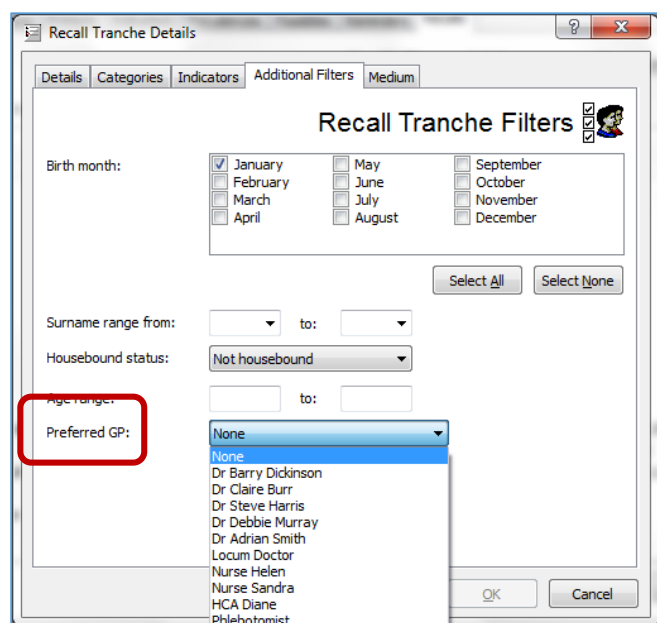 Recall Tranche Details
Details Categories Indicators Additional Filters Medium
Recall Tranche Filters
Birth month:
January May September
February June October
March July November
April August December
Select All Select None
Surname range from: to:
Housebound status: Not housebound
Age range: to:
Preferred GP: None
None
Dr Barry Dickinson
Dr Claire Burr
Dr Steve Harris
Dr Debbie Murray
Dr Adrian Smith
Locum Doctor
Nurse Helen
Nurse Sandra
HCA Diane
Phlebotomist
OK Cancel